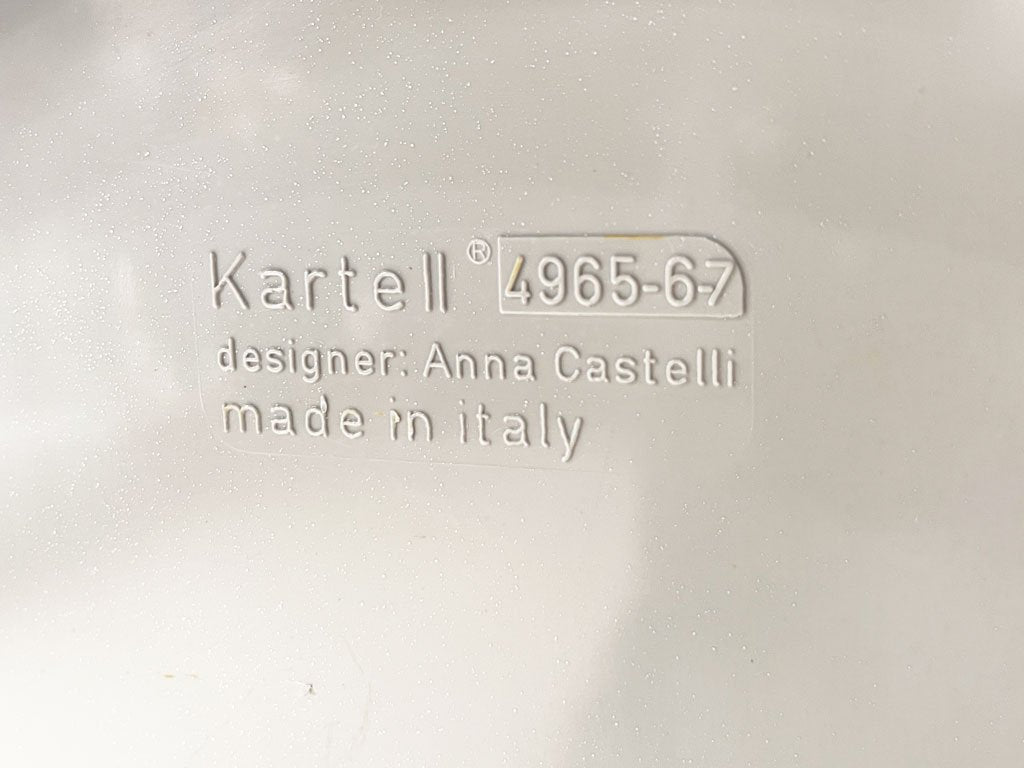 Kartell® 4965-6-7
designer: Anna Castelli
made in italy